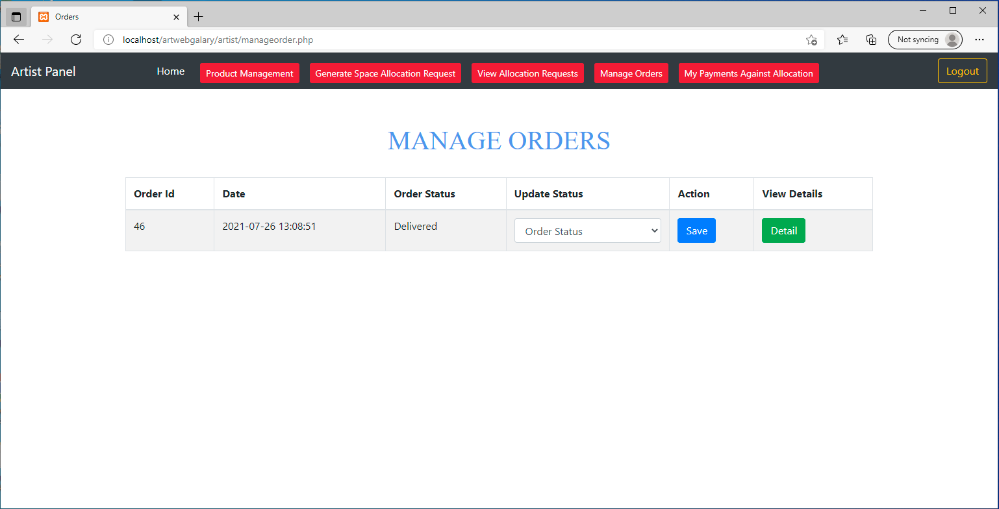 Orders
localhost/artwebgalary/artist/manageorder.php
Not syncing
Artist Panel Home Product Management Generate Space Allocation Request View Allocation Requests Manage Orders My Payments Against Allocation Logout
MANAGE ORDERS
Order Id Date Order Status Update Status Action View Details
46 2021-07-26 13:08:51 Delivered Order Status Save Detail